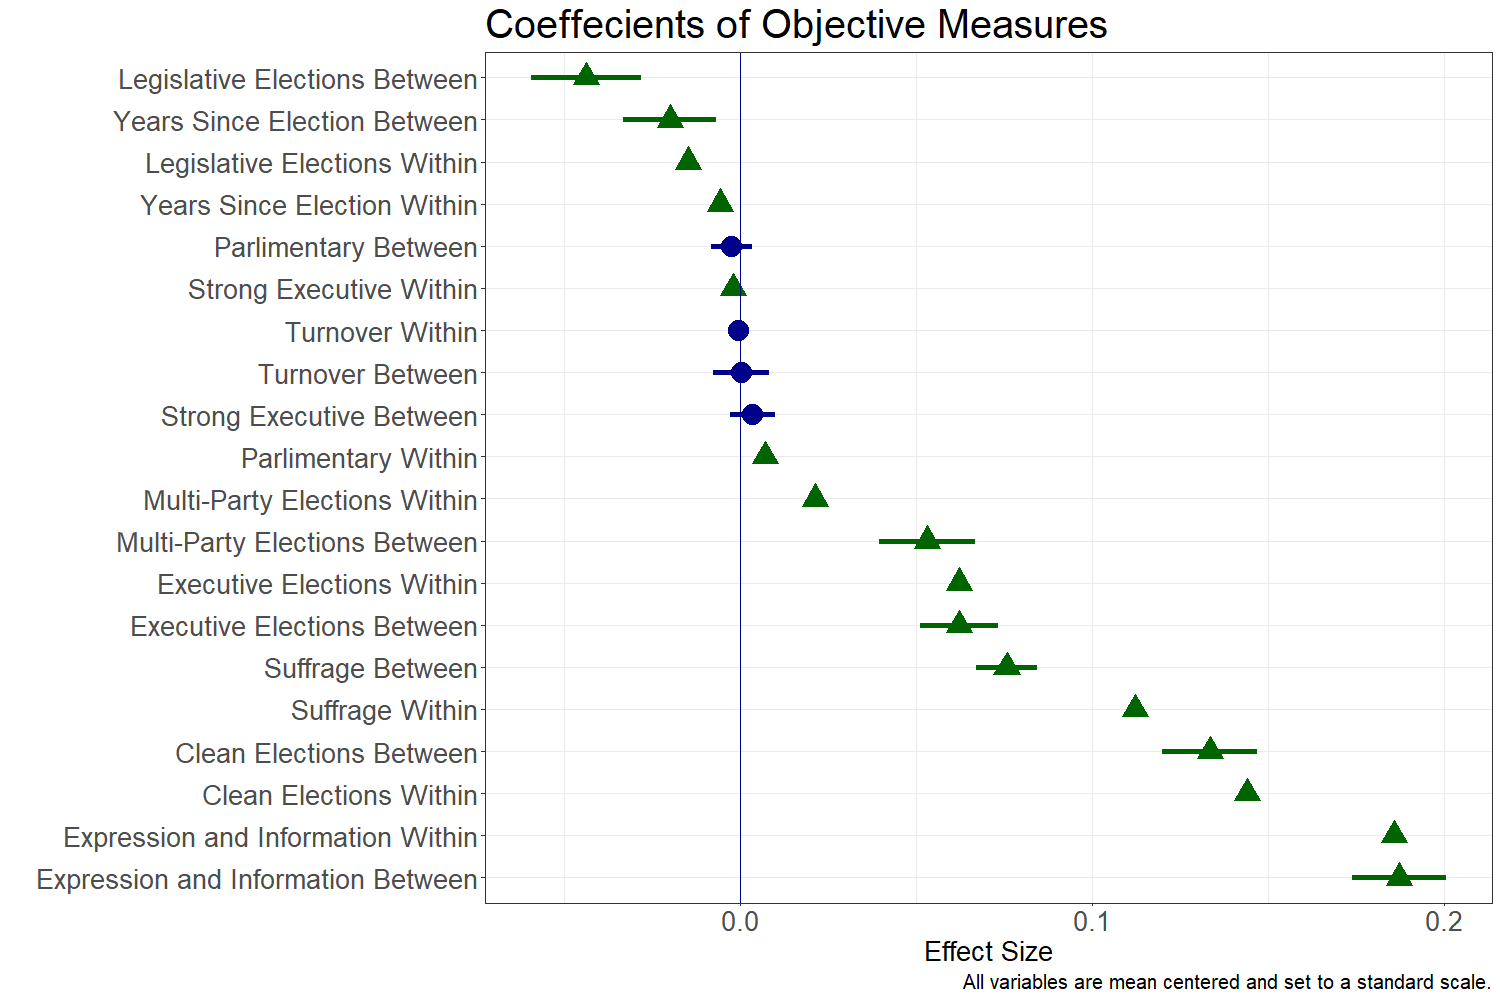 Coeffecients of Objective Measures
Legislative Elections Between
Years Since Election Between
Legislative Elections Within
Years Since Election Within
Parlimentary Between
Strong Executive Within
Turnover Within
Turnover Between
Strong Executive Between
Parlimentary Within
Multi-Party Elections Within
Multi-Party Elections Between
Executive Elections Within
Executive Elections Between
Suffrage Between
Suffrage Within
Clean Elections Between
Clean Elections Within
Expression and Information Within
Expression and Information Between
0.0 0.1 0.2
Effect Size
All variables are mean centered and set to a standard scale.